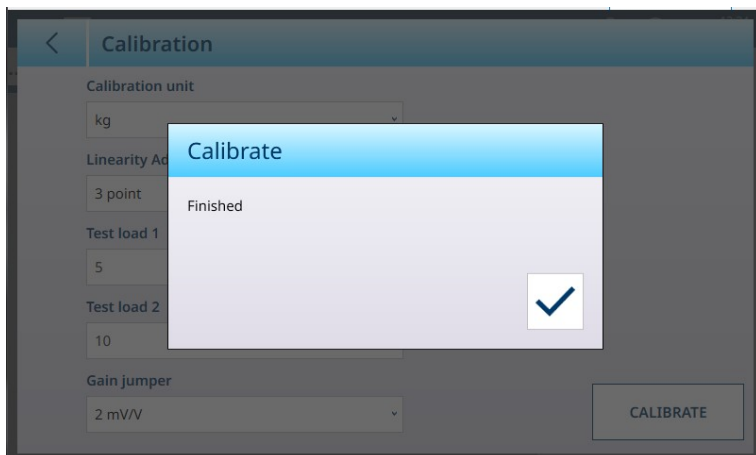 Calibration
Calibration unit
kg
Calibrate
Linearity Ad
3 point
Finished
Test load 1
5
Test load 2
10
Gain jumper
2 mV/V
CALIBRATE